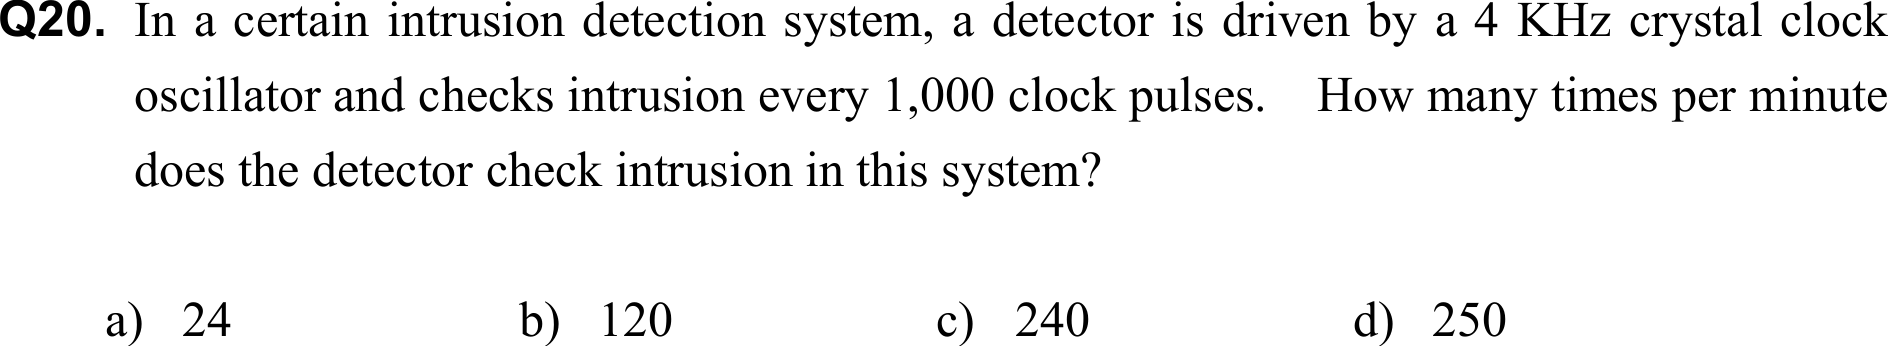 Q20. In a certain intrusion detection system, a detector is driven by a 4 KHz crystal clock
oscillator and checks intrusion every 1,000 clock pulses. How many times per minute
does the detector check intrusion in this system?
a) 24 b) 120 c) 240 d) 250